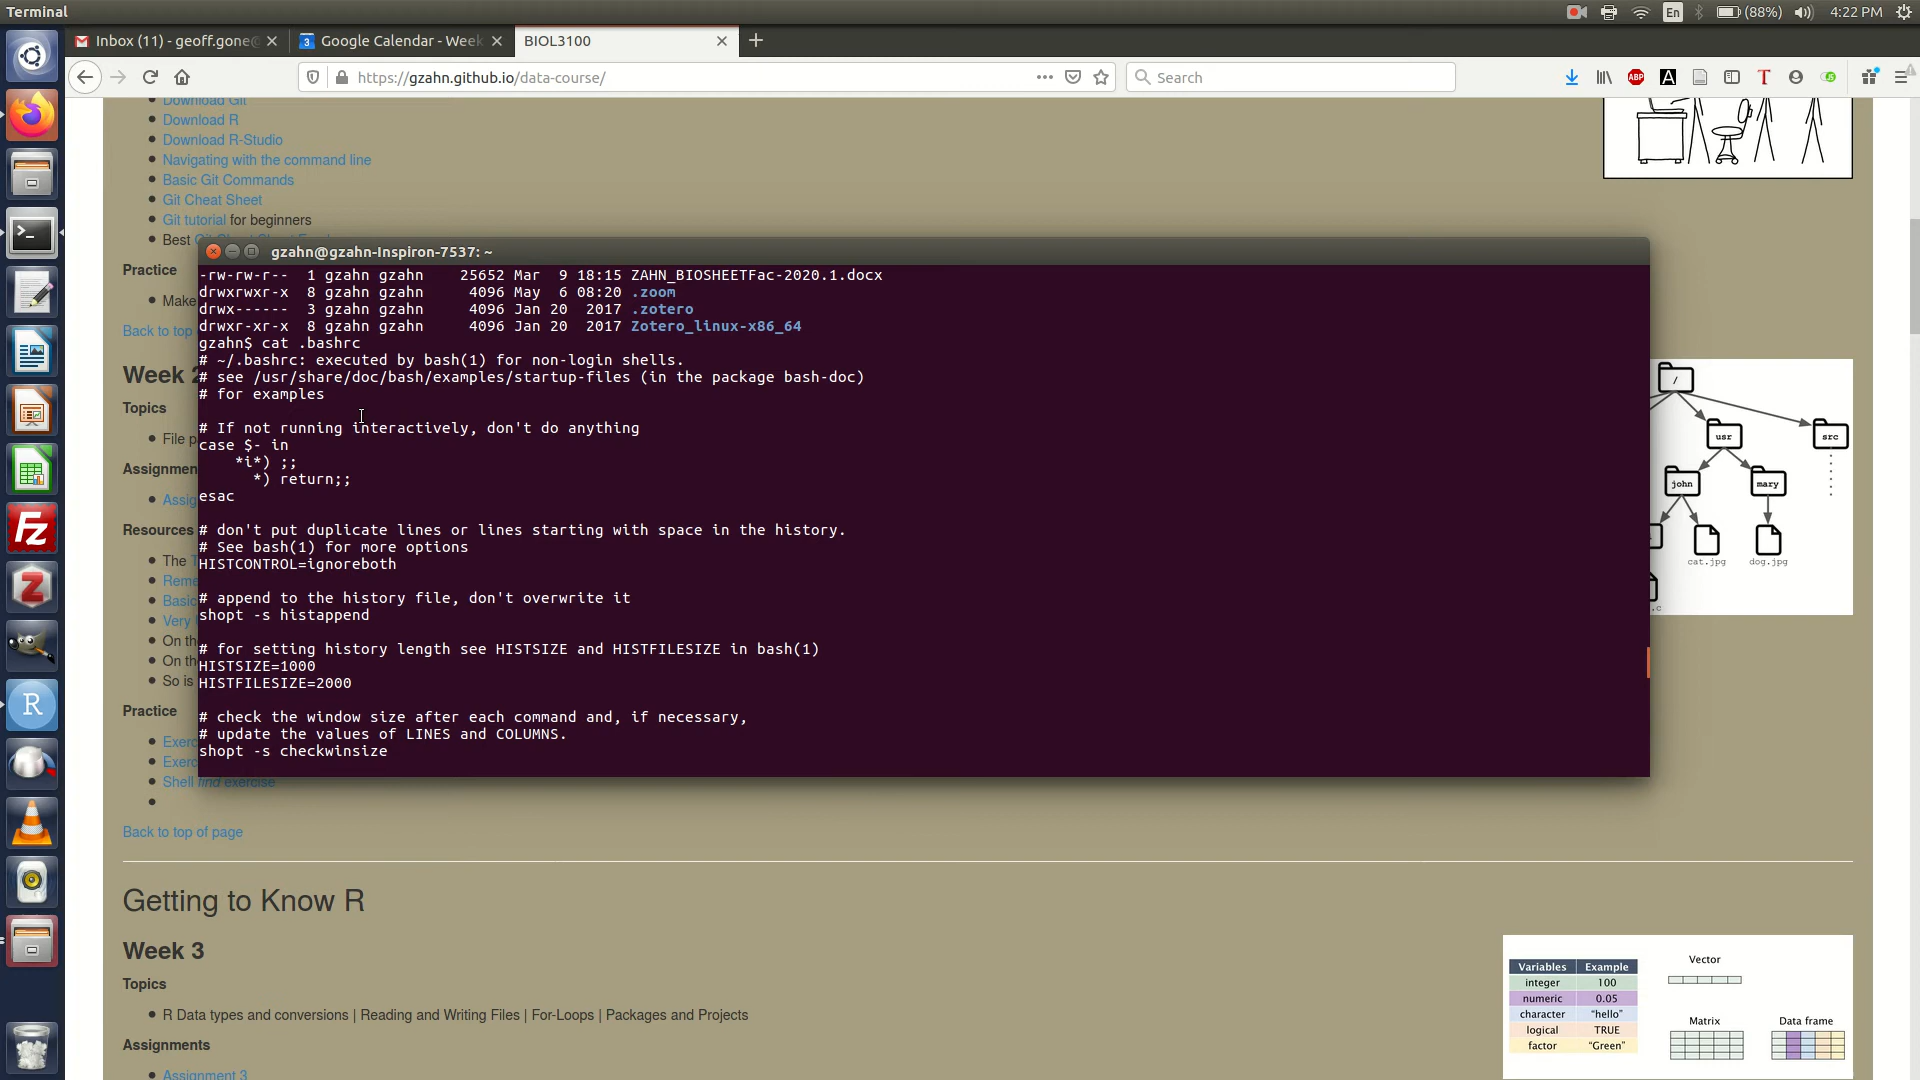 Terminal
En
(88%)
4:22 PM
Inbox (11) - geoff.gone@
3
Google Calendar - Week
BIOL3100
https://gzahn.github.io/data-course/
Search
ABP
A
T
Download Git
Download R
Download R-Studio
Navigating with the command line
Basic Git Commands
Git Cheat Sheet
Git tutorial for beginners
Best
Practice
Make
Back to top
Week 2
Topics
File p
Assignmen
Assig
Resources
The T
Reme
Basic
Very
On th
On th
So is
Practice
Exerc
Exerc
Shell find exercise
Back to top of page
gzahn@gzahn-Inspiron-7537: ~
-rw-rw-r-- 1 gzahn gzahn 25652 Mar 9 18:15 ZAHN_BIOSHEETFac-2020.1.docx
drwxrwxr-x 8 gzahn gzahn 4096 May 6 08:20 .zoom
drwx------ 3 gzahn gzahn 4096 Jan 20 2017 .zotero
drwxr-xr-x 8 gzahn gzahn 4096 Jan 20 2017 Zotero_linux-x86_64
gzahn$ cat .bashrc
# ~/.bashrc: executed by bash(1) for non-login shells.
# see /usr/share/doc/bash/examples/startup-files (in the package bash-doc)
# for examples
# If not running interactively, don't do anything
case $- in
*i*) ;;
*) return;;
esac
# don't put duplicate lines or lines starting with space in the history.
# See bash(1) for more options
HISTCONTROL=ignoreboth
# append to the history file, don't overwrite it
shopt -s histappend
# for setting history length see HISTSIZE and HISTFILESIZE in bash(1)
HISTSIZE=1000
HISTFILESIZE=2000
# check the window size after each command and, if necessary,
# update the values of LINES and COLUMNS.
shopt -s checkwinsize
/
usr
src
john
mary
cat.jpg
dog.jpg
.c
Getting to Know R
Week 3
Topics
R Data types and conversions | Reading and Writing Files | For-Loops | Packages and Projects
Assignments
Assignment 3
Variables Example
integer 100
numeric 0.05
character "hello"
logical TRUE
factor "Green"
Vector
Matrix
Data frame
Fz
Z
R